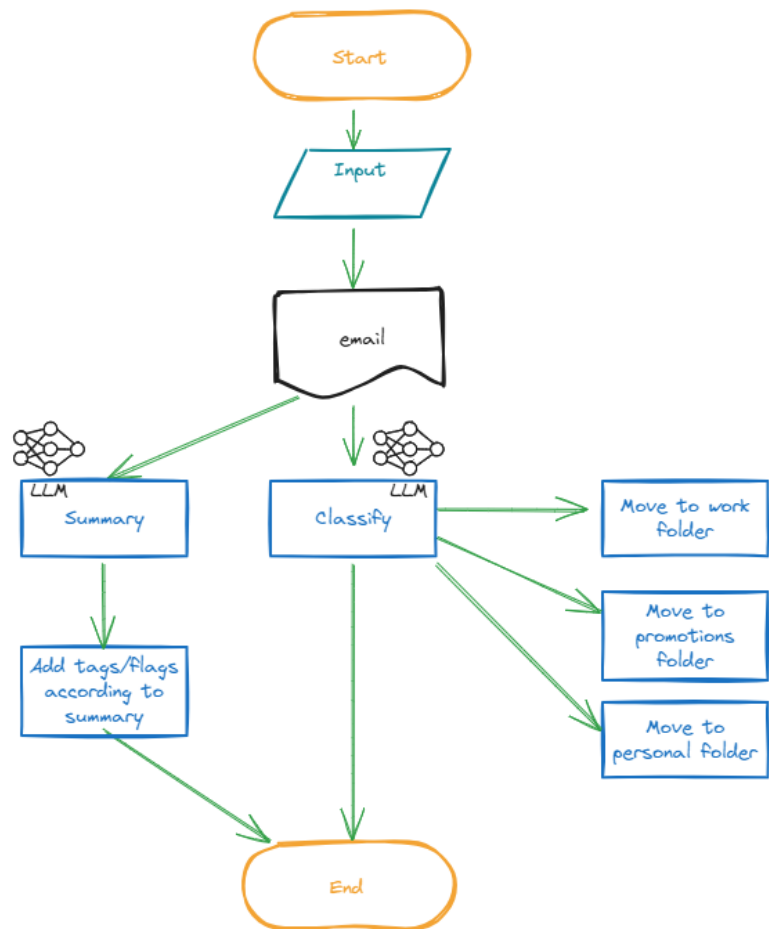 Start
Input
email
LLM
Summary
LLM
Classify
Move to work
folder
Move to
promotions
folder
Add tags/flags
according to
summary
Move to
personal folder
End